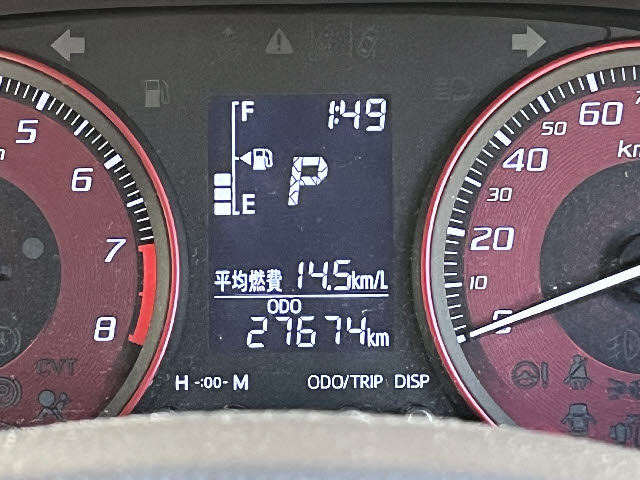 F
1:49
E
P
平均燃費 14.5km/L
ODO
27674km
H -:00- M
ODO/TRIP DISP
5
6
7
8
CVT
0
10
20
30
40
50
60